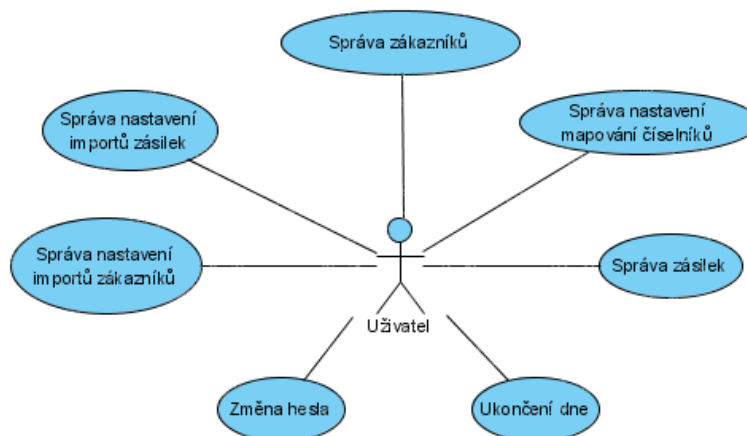 Správa zákazníků
Správa nastavení
importů zásilek
Správa nastavení
mapování číselníků
Správa nastavení
importů zákazníků
Správa zásilek
Uživatel
Změna hesla
Ukončení dne